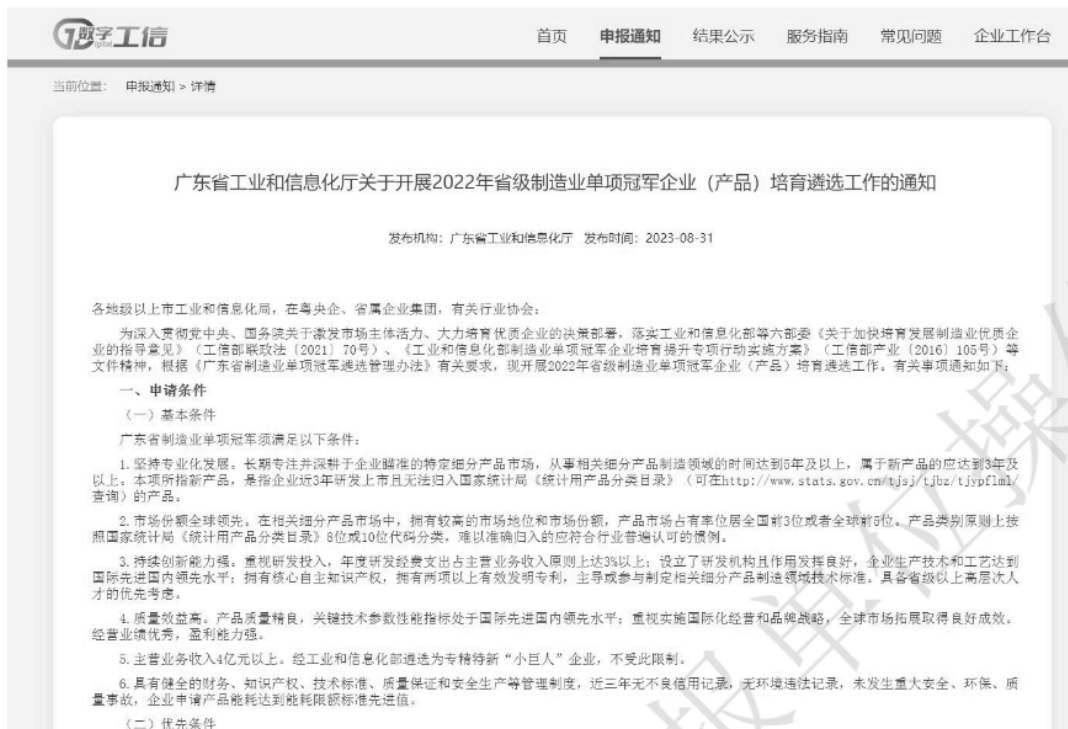 数字工信
首页 申报通知 结果公示 服务指南 常见问题 企业工作台
当前位置： 申报通知 > 详情
广东省工业和信息化厅关于开展2022年省级制造业单项冠军企业（产品）培育遴选工作的通知
发布机构：广东省工业和信息化厅 发布时间：2023-08-31
各地级以上市工业和信息化局，在粤央企、省属企业集团，有关行业协会：
为深入贯彻党中央、国务院关于激发市场主体活力、大力培育优质企业的决策部署，落实工业和信息化部等六部委《关于加快培育发展制造业优质企
业的指导意见》（工信部联政法〔2021〕70号）、《工业和信息化部制造业单项冠军企业培育提升专项行动实施方案》（工信部产业〔2016〕105号）等
文件精神，根据《广东省制造业单项冠军遴选管理办法》有关要求，现开展2022年省级制造业单项冠军企业（产品）培育遴选工作。有关事项通知如下：
一、申请条件
（一）基本条件
广东省制造业单项冠军须满足以下条件：
1.坚持专业化发展。长期专注并深耕于企业瞄准的特定细分产品市场，从事相关细分产品制造领域的时间达到5年及以上，属于新产品的应达到3年及
以上。本项所指新产品，是指企业近3年研发上市且无法归入国家统计局《统计用产品分类目录》（可在http://www.stats.gov.cn/tjsj/tjbz/tjypflml/
查询）的产品。
2.市场份额全球领先。在相关细分产品市场中，拥有较高的市场地位和市场份额，产品市场占有率位居全国前3位或者全球前5位。产品类别原则上按
照国家统计局《统计用产品分类目录》8位或10位代码分类，难以准确归入的应符合行业普遍认可的惯例。
3.持续创新能力强。重视研发投入，年度研发经费支出占主营业务收入原则上达3%以上；设立了研发机构且作用发挥良好，企业生产技术和工艺达到
国际先进国内领先水平；拥有核心自主知识产权，拥有两项以上有效发明专利，主导或参与制定相关细分产品制造领域技术标准。具备省级以上高层次人
才的优先考虑。
4.质量效益高。产品质量精良，关键技术参数性能指标处于国际先进国内领先水平；重视实施国际化经营和品牌战略，全球市场拓展取得良好成效。
经营业绩优秀，盈利能力强。
5.主营业务收入4亿元以上。经工业和信息化部遴选为专精特新“小巨人”企业，不受此限制。
6.具有健全的财务、知识产权、技术标准、质量保证和安全生产等管理制度，近三年无不良信用记录，无环境违法记录，未发生重大安全、环保、质
量事故，企业申请产品能耗达到能耗限额标准先进值。
（二）优先条件
报单位操